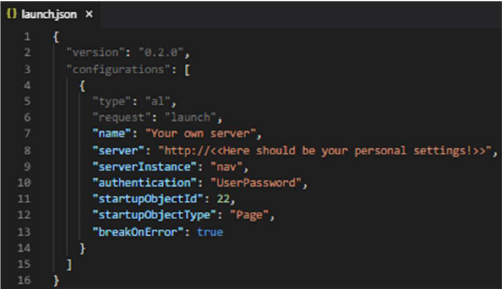 {} launch.json ×
1 {
2 "version": "0.2.0",
3 "configurations": [
4 {
5 "type": "al",
6 "request": "launch",
7 "name": "Your own server",
8 "server": "http://<<Here should be your personal settings!>>",
9 "serverInstance": "nav",
10 "authentication": "UserPassword",
11 "startupObjectId": 22,
12 "startupObjectType": "Page",
13 "breakOnError": true
14 }
15 ]
16 }